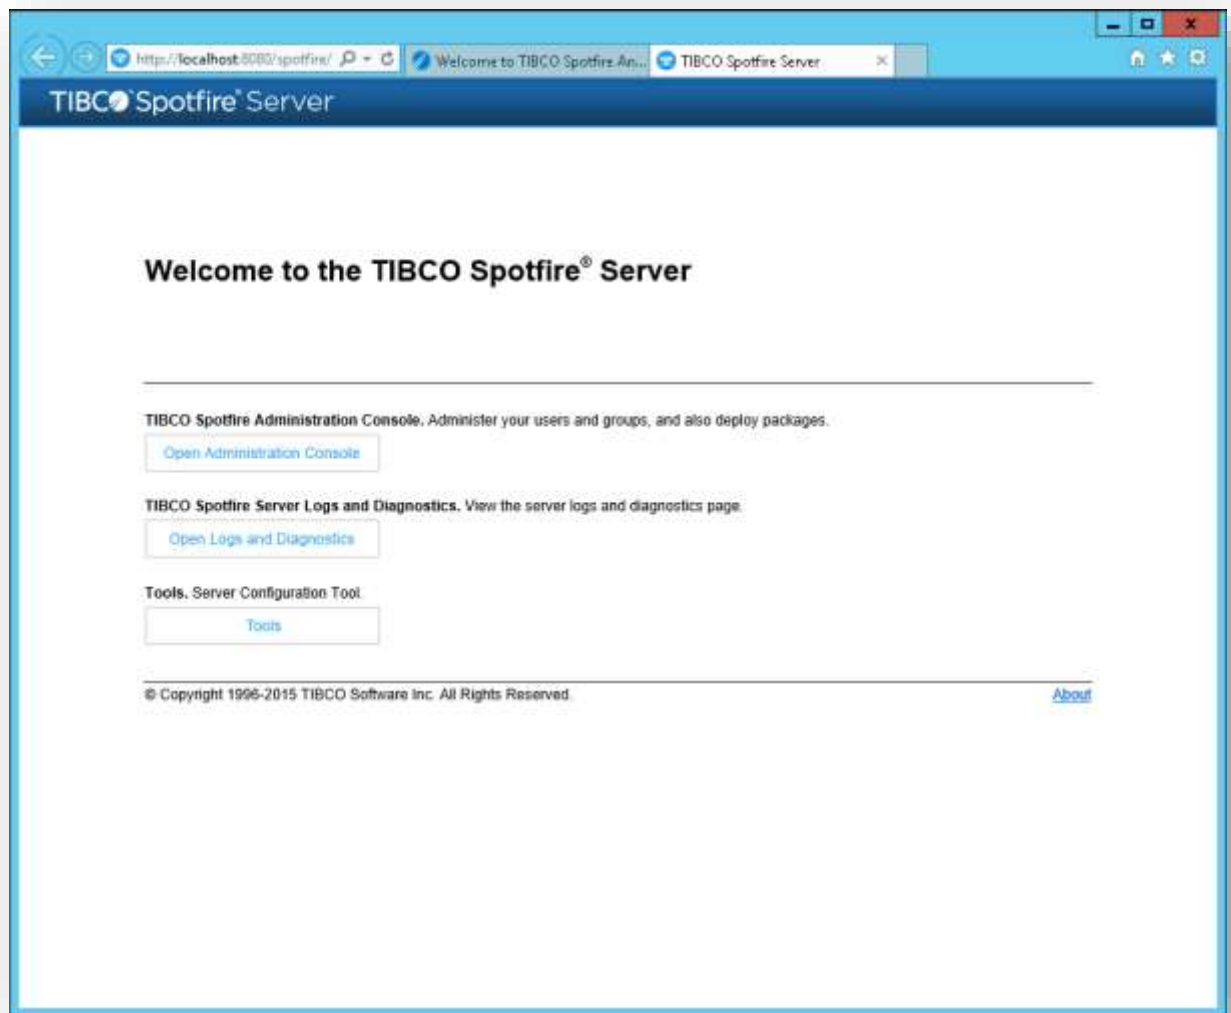 http://localhost:8080/spotfire/
Welcome to TIBCO Spotfire An...
TIBCO Spotfire Server
TIBCO Spotfire® Server
Welcome to the TIBCO Spotfire® Server
TIBCO Spotfire Administration Console. Administer your users and groups, and also deploy packages.
Open Administration Console
TIBCO Spotfire Server Logs and Diagnostics. View the server logs and diagnostics page.
Open Logs and Diagnostics
Tools. Server Configuration Tool.
Tools
© Copyright 1996-2015 TIBCO Software Inc. All Rights Reserved.
About